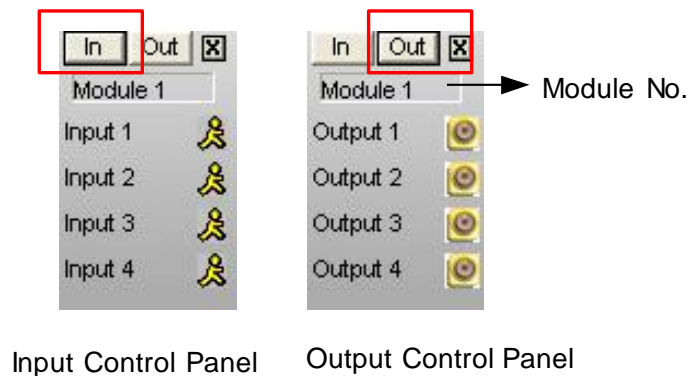 In Out X
Module 1
Input 1
Input 2
Input 3
Input 4
Input Control Panel
In Out X
Module 1
Module No.
Output 1
Output 2
Output 3
Output 4
Output Control Panel